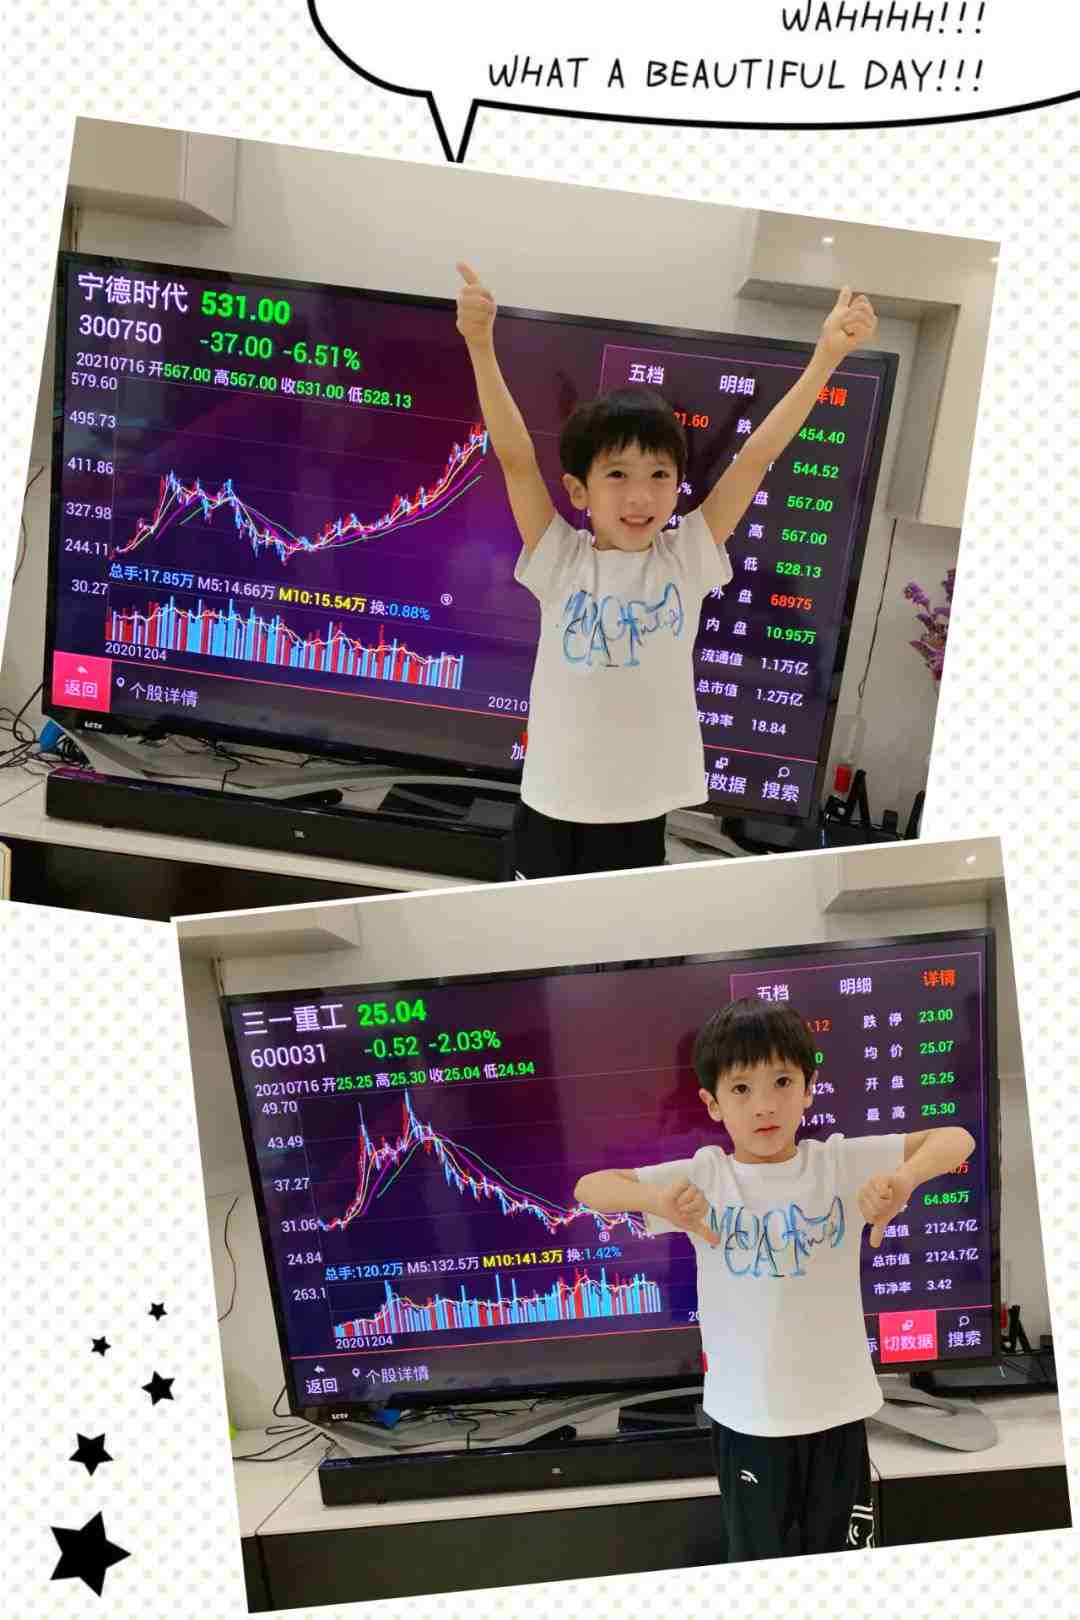 WAHHHH!!!
WHAT A BEAUTIFUL DAY!!!
宁德时代 531.00
300750 -37.00 -6.51%
20210716 开567.00 高567.00 收531.00 低528.13
579.60
495.73
411.86
327.98
244.11
总手:17.85万 M5:14.66万 M10:15.54万 换:0.88%
30.27
20201204
返回 个股详情
五档 明细 详情
21.60 跌 454.40
544.52
盘 567.00
高 567.00
低 528.13
外 盘 68975
内 盘 10.95万
流通值 1.1万亿
总市值 1.2万亿
市净率 18.84
加
数据 搜索
CAT
三一重工 25.04
600031 -0.52 -2.03%
20210716 开25.25 高25.30 收25.04 低24.94
49.70
43.49
37.27
31.06
24.84
总手:120.2万 M5:132.5万 M10:141.3万 换:1.42%
263.1
20201204
返回 个股详情
五档 明细 详情
.12 跌 停 23.00
均 价 25.07
开 盘 25.25
最 高 25.30
64.85万
通值 2124.7亿
总市值 2124.7亿
市净率 3.42
切数据 搜索
CAT